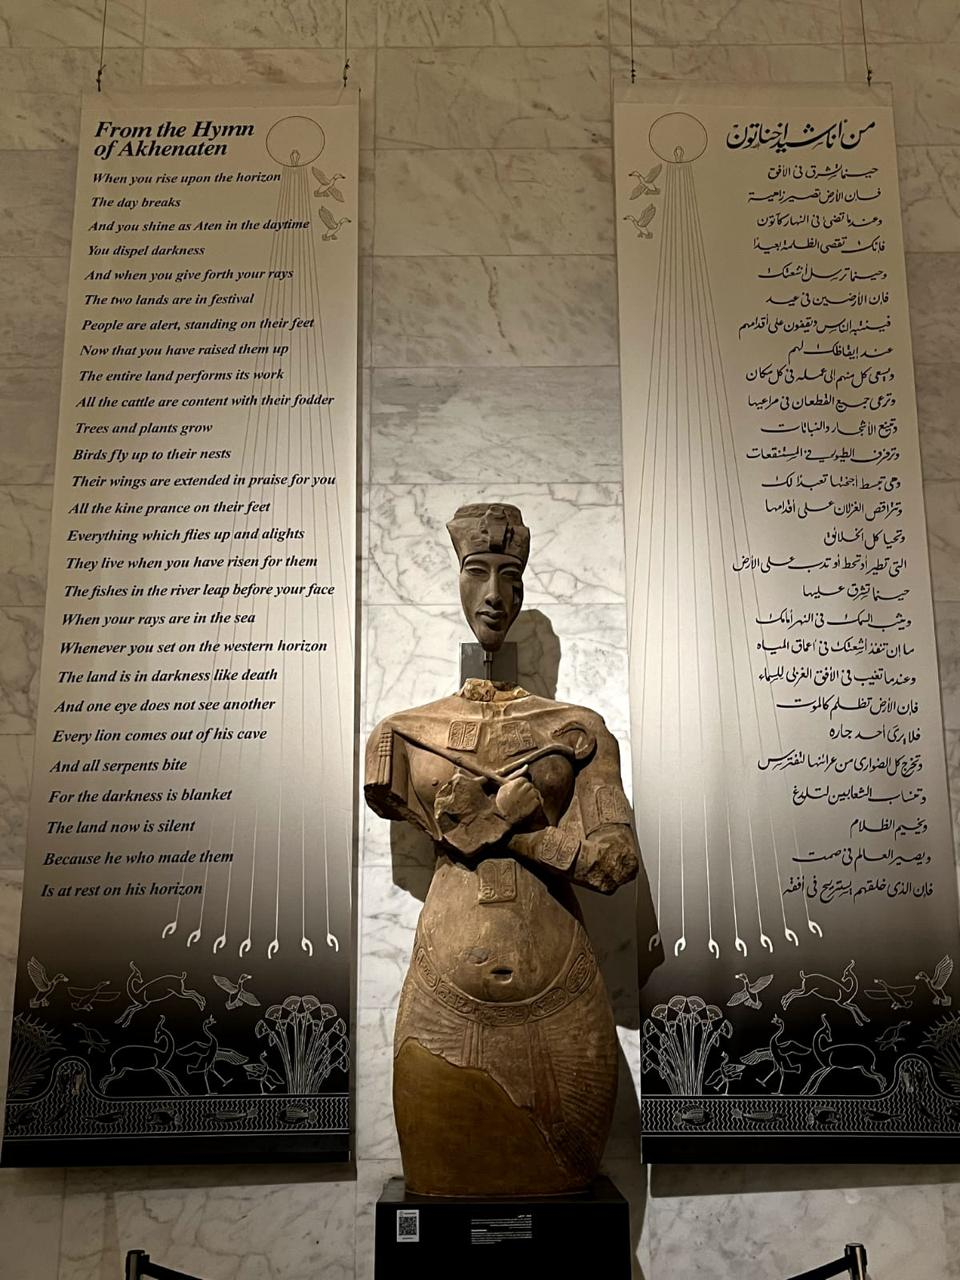 From the Hymn
of Akhenaten
When you rise upon the horizon
The day breaks
And you shine as Aten in the daytime
You dispel darkness
And when you give forth your rays
The two lands are in festival
People are alert, standing on their feet
Now that you have raised them up
The entire land performs its work
All the cattle are content with their fodder
Trees and plants grow
Birds fly up to their nests
Their wings are extended in praise for you
All the kine prance on their feet
Everything which flies up and alights
They live when you have risen for them
The fishes in the river leap before your face
When your rays are in the sea
Whenever you set on the western horizon
The land is in darkness like death
And one eye does not see another
Every lion comes out of his cave
And all serpents bite
For the darkness is blanket
The land now is silent
Because he who made them
Is at rest on his horizon
من أناشيد إخناتون
حينما تشرق في الأفق
فإن الأرض تصير زاهية
وعندما تضئ في النهار كآتون
فإنك تقصى الظلمة بعيدًا
وحينما ترسل أشعتك
فإن الأرضين في عيد
فينتبه الناس ويقفون على أقدامهم
عند إيقاظك لهم
ويسعى كل منهم إلى عمله في كل مكان
وترعى جميع القطعان في مراعيها
وتينع الأشجار والنباتات
وترفرف الطيور في المستنقعات
وهي تبسط أجنحتها تعبدًا لك
وتتراقص الغزلان على أقدامها
وتحيا كل الخلائق
التي تطير أو تحط أو تدب على الأرض
حينما تشرق عليها
ويثب السمك في النهر أمامك
ما إن تنفذ أشعتك في أعماق المياه
وعندما تغيب في الأفق الغربي للسماء
فإن الأرض تظلم كالموت
فلا يرى أحد جاره
وتخرج كل الضوارى من عرائنها لتفترس
وتنساب الثعابين لتلدغ
ويخيم الظلام
ويصير العالم في صمت
فإن الذي خلقهم يستريح في أفقه